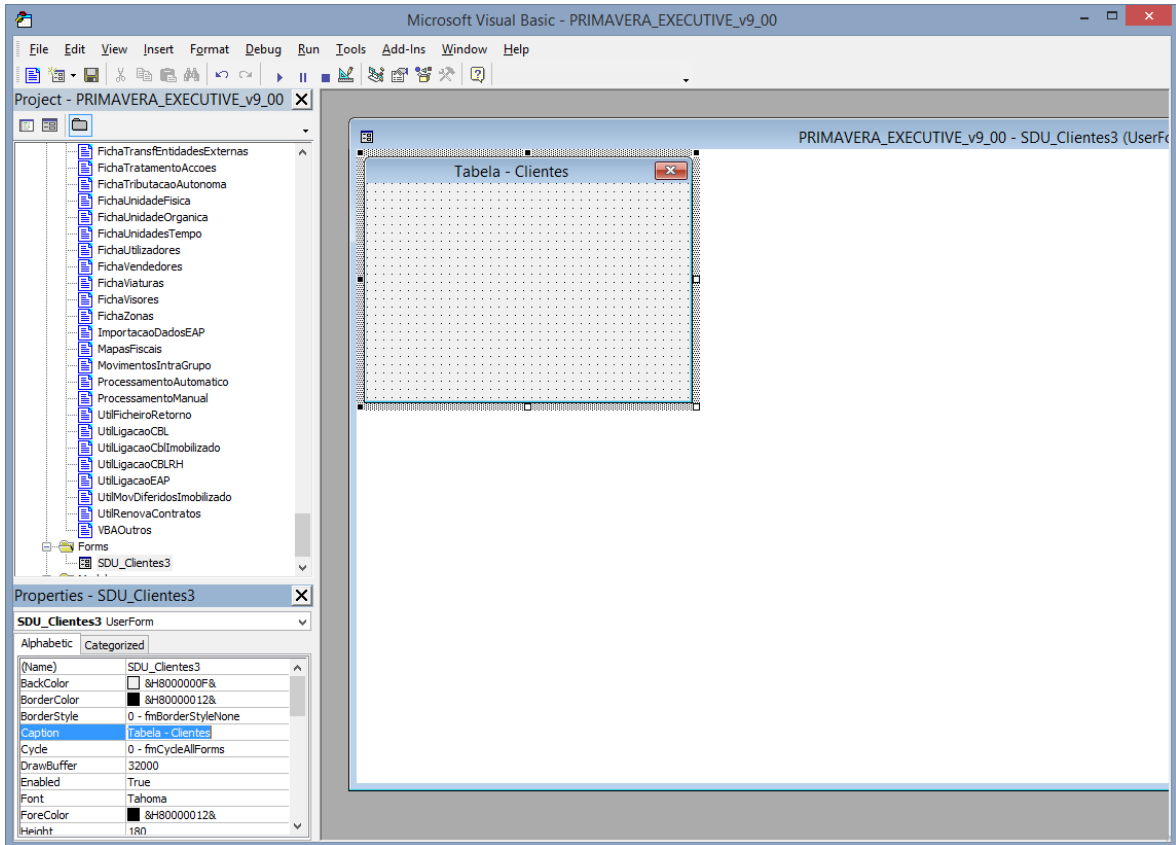 Microsoft Visual Basic - PRIMAVERA_EXECUTIVE_v9_00
File Edit View Insert Format Debug Run Tools Add-Ins Window Help
Project - PRIMAVERA_EXECUTIVE_v9_00
FichaTransfEntidadesExternas
FichaTratamentoAccoes
FichaTributacaoAutonoma
FichaUnidadeFisica
FichaUnidadeOrganica
FichaUnidadesTempo
FichaUtilizadores
FichaVendedores
FichaViaturas
FichaVisores
FichaZonas
ImportacaoDadosEAP
MapasFiscais
MovimentosIntraGrupo
ProcessamentoAutomatico
ProcessamentoManual
UtilFicheiroRetorno
UtilLigacaoCBL
UtilLigacaoCblImobilizado
UtilLigacaoCBLRH
UtilLigacaoEAP
UtilMovDiferidosImobilizado
UtilRenovaContratos
VBAOutros
Forms
SDU_Clientes3
Properties - SDU_Clientes3
SDU_Clientes3 UserForm
Alphabetic Categorized
(Name) SDU_Clientes3
BackColor &H8000000F&
BorderColor &H80000012&
BorderStyle 0 - fmBorderStyleNone
Caption Tabela - Clientes
Cycle 0 - fmCycleAllForms
DrawBuffer 32000
Enabled True
Font Tahoma
ForeColor &H80000012&
Height 180
PRIMAVERA_EXECUTIVE_v9_00 - SDU_Clientes3 (UserFo
Tabela - Clientes